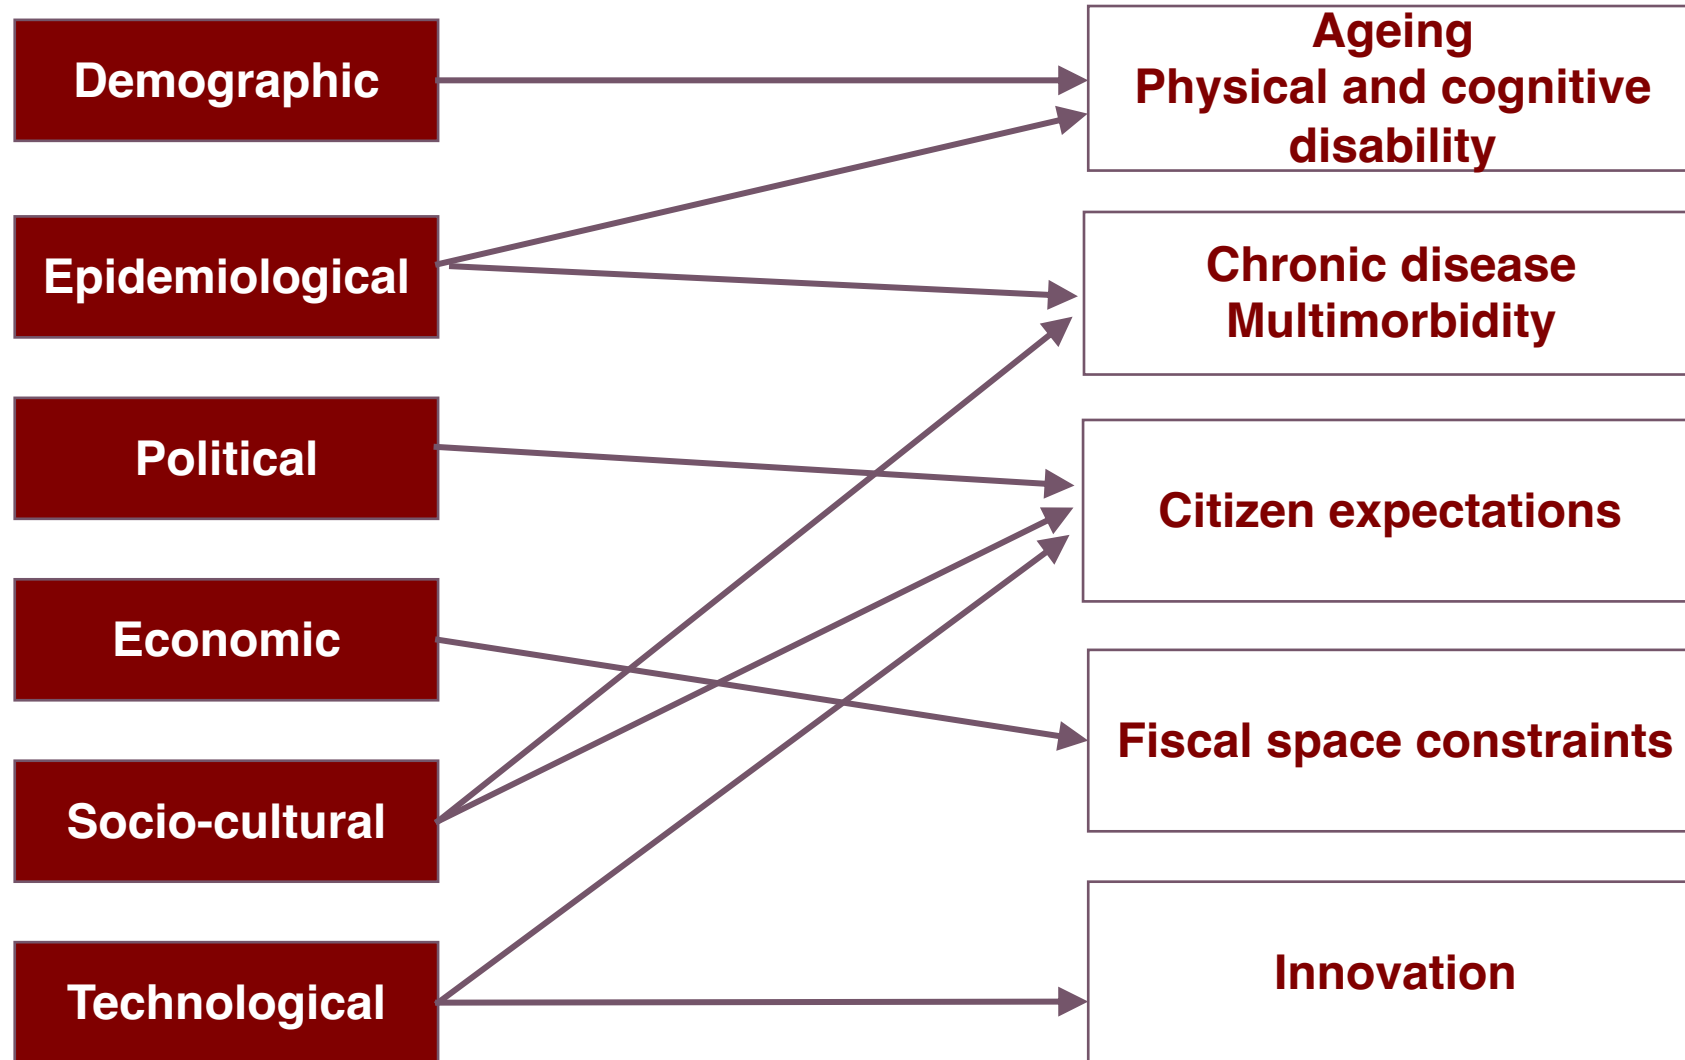 Demographic
Epidemiological
Political
Economic
Socio-cultural
Technological
Ageing
Physical and cognitive
disability
Chronic disease
Multimorbidity
Citizen expectations
Fiscal space constraints
Innovation